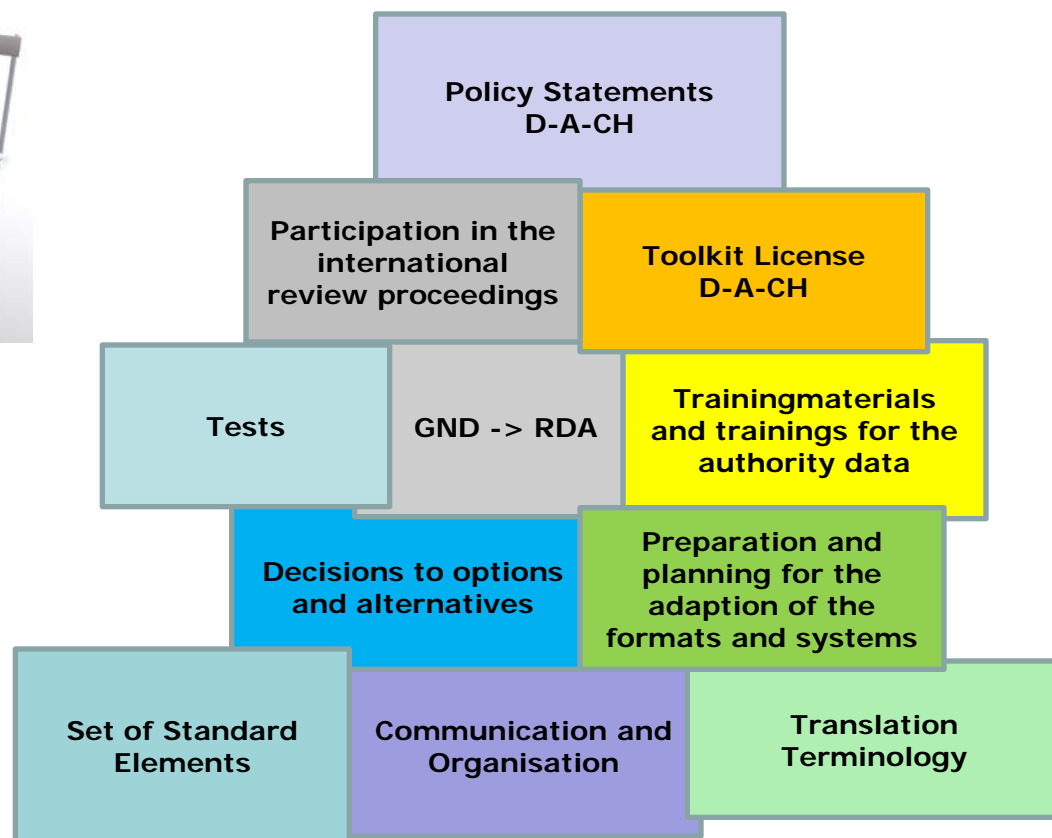 Policy Statements
D-A-CH
Participation in the
international
review proceedings
Toolkit License
D-A-CH
Tests
GND -> RDA
Trainingmaterials
and trainings for the
authority data
Decisions to options
and alternatives
Preparation and
planning for the
adaption of the
formats and systems
Set of Standard
Elements
Communication and
Organisation
Translation
Terminology